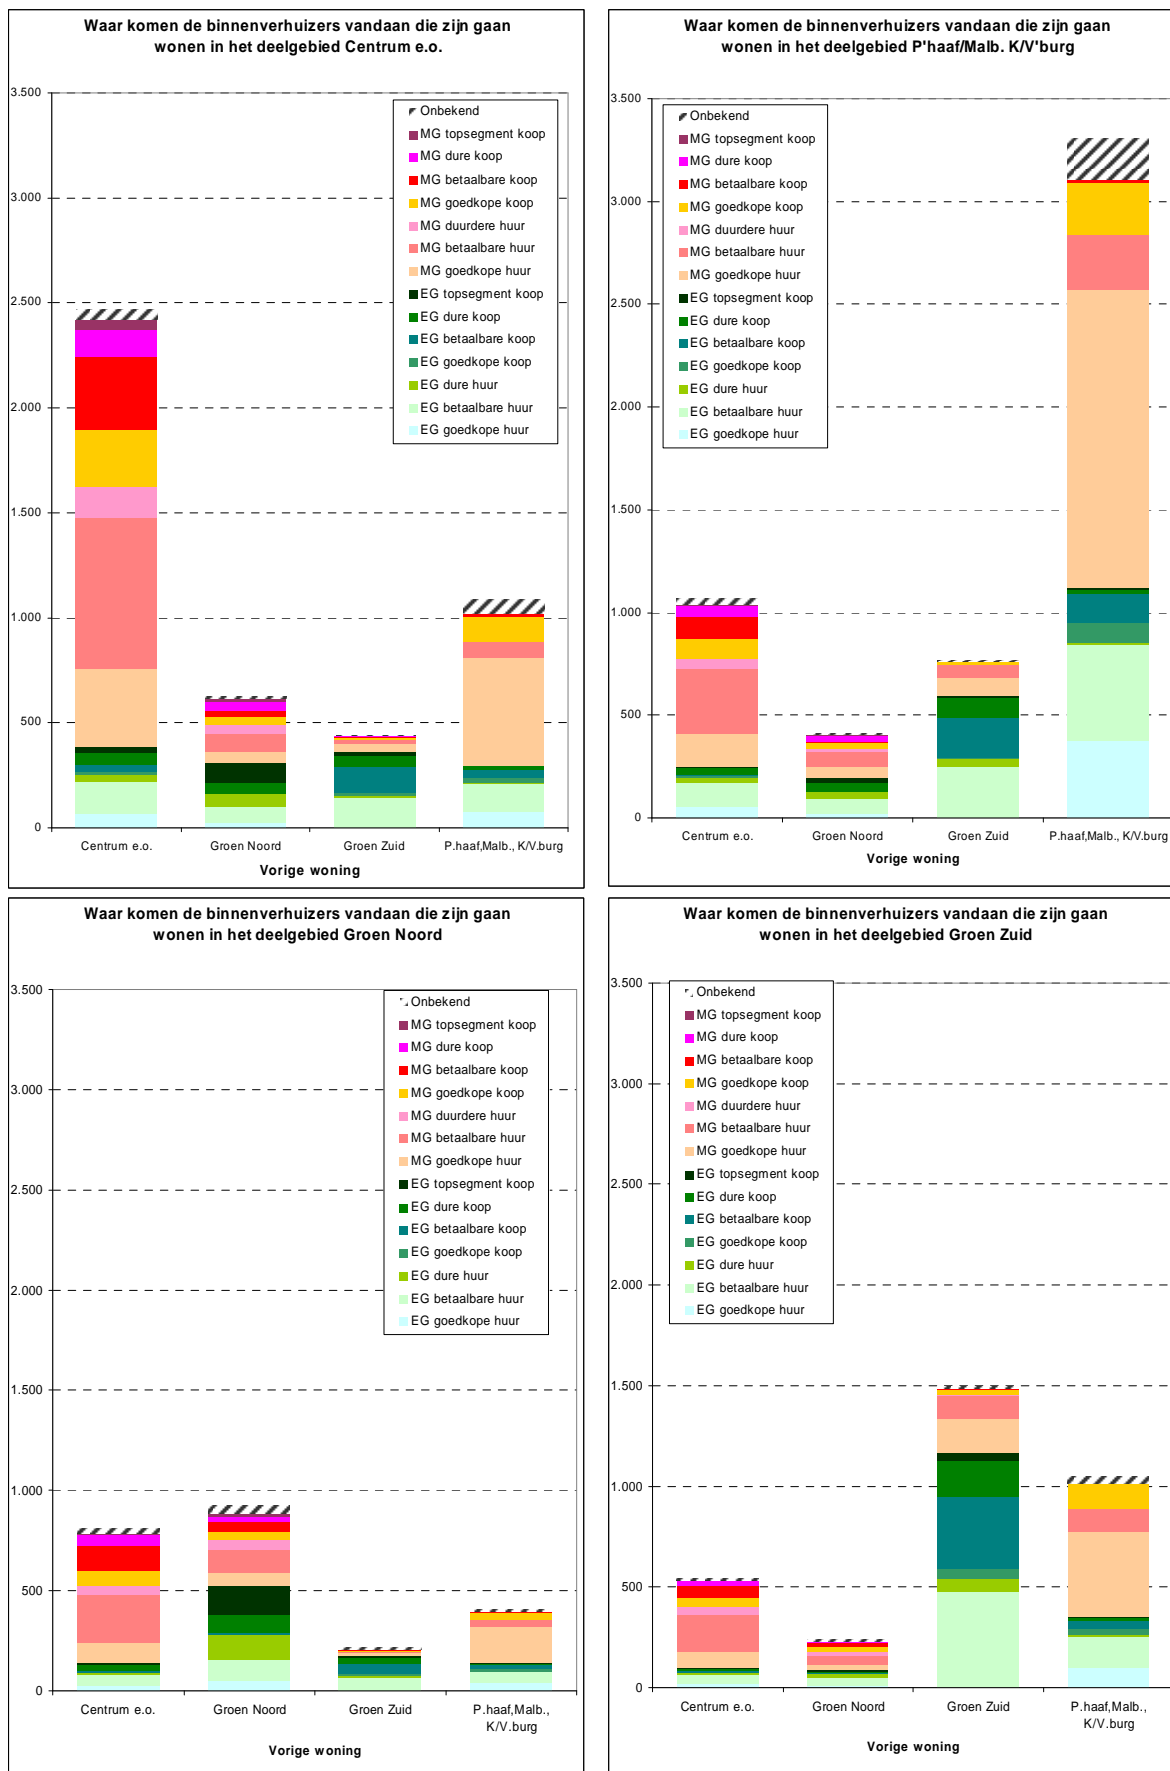 Waar komen de binnenverhuizers vandaan die zijn gaan
wonen in het deelgebied Centrum e.o.
3.500
3.000
2.500
2.000
1.500
1.000
500
0
Onbekend
MG topsegment koop
MG dure koop
MG betaalbare koop
MG goedkope koop
MG duurdere huur
MG betaalbare huur
MG goedkope huur
EG topsegment koop
EG dure koop
EG betaalbare koop
EG goedkope koop
EG dure huur
EG betaalbare huur
EG goedkope huur
Centrum e.o.
Groen Noord
Groen Zuid
P.haaf,Malb., K/V.burg
Vorige woning
Waar komen de binnenverhuizers vandaan die zijn gaan
wonen in het deelgebied P'haaf/Malb. K/V'burg
3.500
3.000
2.500
2.000
1.500
1.000
500
0
Onbekend
MG topsegment koop
MG dure koop
MG betaalbare koop
MG goedkope koop
MG duurdere huur
MG betaalbare huur
MG goedkope huur
EG topsegment koop
EG dure koop
EG betaalbare koop
EG goedkope koop
EG dure huur
EG betaalbare huur
EG goedkope huur
Centrum e.o.
Groen Noord
Groen Zuid
P.haaf,Malb., K/V.burg
Vorige woning
Waar komen de binnenverhuizers vandaan die zijn gaan
wonen in het deelgebied Groen Noord
3.500
3.000
2.500
2.000
1.500
1.000
500
0
Onbekend
MG topsegment koop
MG dure koop
MG betaalbare koop
MG goedkope koop
MG duurdere huur
MG betaalbare huur
MG goedkope huur
EG topsegment koop
EG dure koop
EG betaalbare koop
EG goedkope koop
EG dure huur
EG betaalbare huur
EG goedkope huur
Centrum e.o.
Groen Noord
Groen Zuid
P.haaf,Malb.,
K/V.burg
Vorige woning
Waar komen de binnenverhuizers vandaan die zijn gaan
wonen in het deelgebied Groen Zuid
3.500
3.000
2.500
2.000
1.500
1.000
500
0
Onbekend
MG topsegment koop
MG dure koop
MG betaalbare koop
MG goedkope koop
MG duurdere huur
MG betaalbare huur
MG goedkope huur
EG topsegment koop
EG dure koop
EG betaalbare koop
EG goedkope koop
EG dure huur
EG betaalbare huur
EG goedkope huur
Centrum e.o.
Groen Noord
Groen Zuid
P.haaf,Malb.,
K/V.burg
Vorige woning